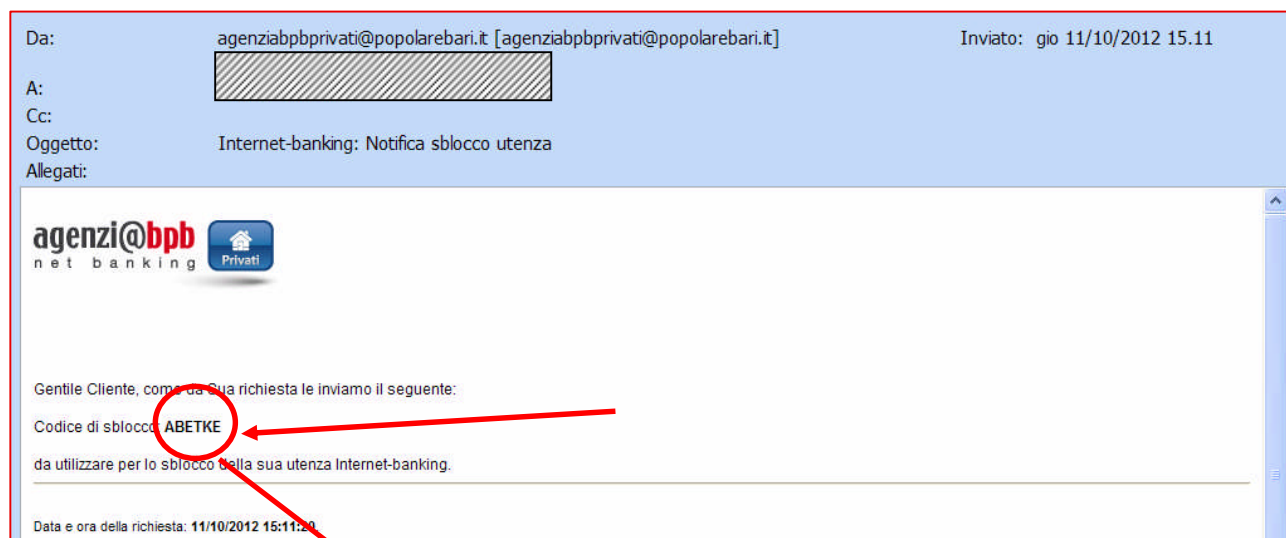 Da: agenziabpbprivati@popolarebari.it [agenziabpbprivati@popolarebari.it] Inviato: gio 11/10/2012 15.11
A:
Cc:
Oggetto: Internet-banking: Notifica sblocco utenza
Allegati:
agenzi@bpb
net banking
Privati
Gentile Cliente, come da Sua richiesta le inviamo il seguente:
Codice di sblocco: ABETKE
da utilizzare per lo sblocco della sua utenza Internet-banking.
Data e ora della richiesta: 11/10/2012 15:11:20.